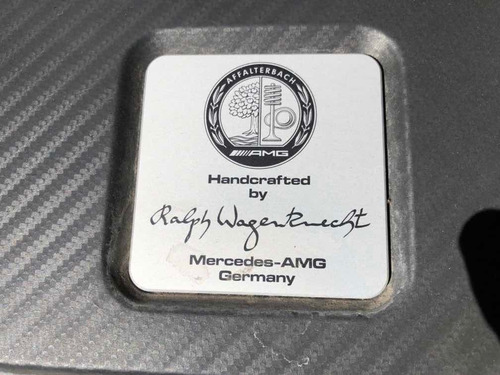 AFFALTERBACH
AMG
Handcrafted
by
Ralph Wagenknecht
Mercedes-AMG
Germany